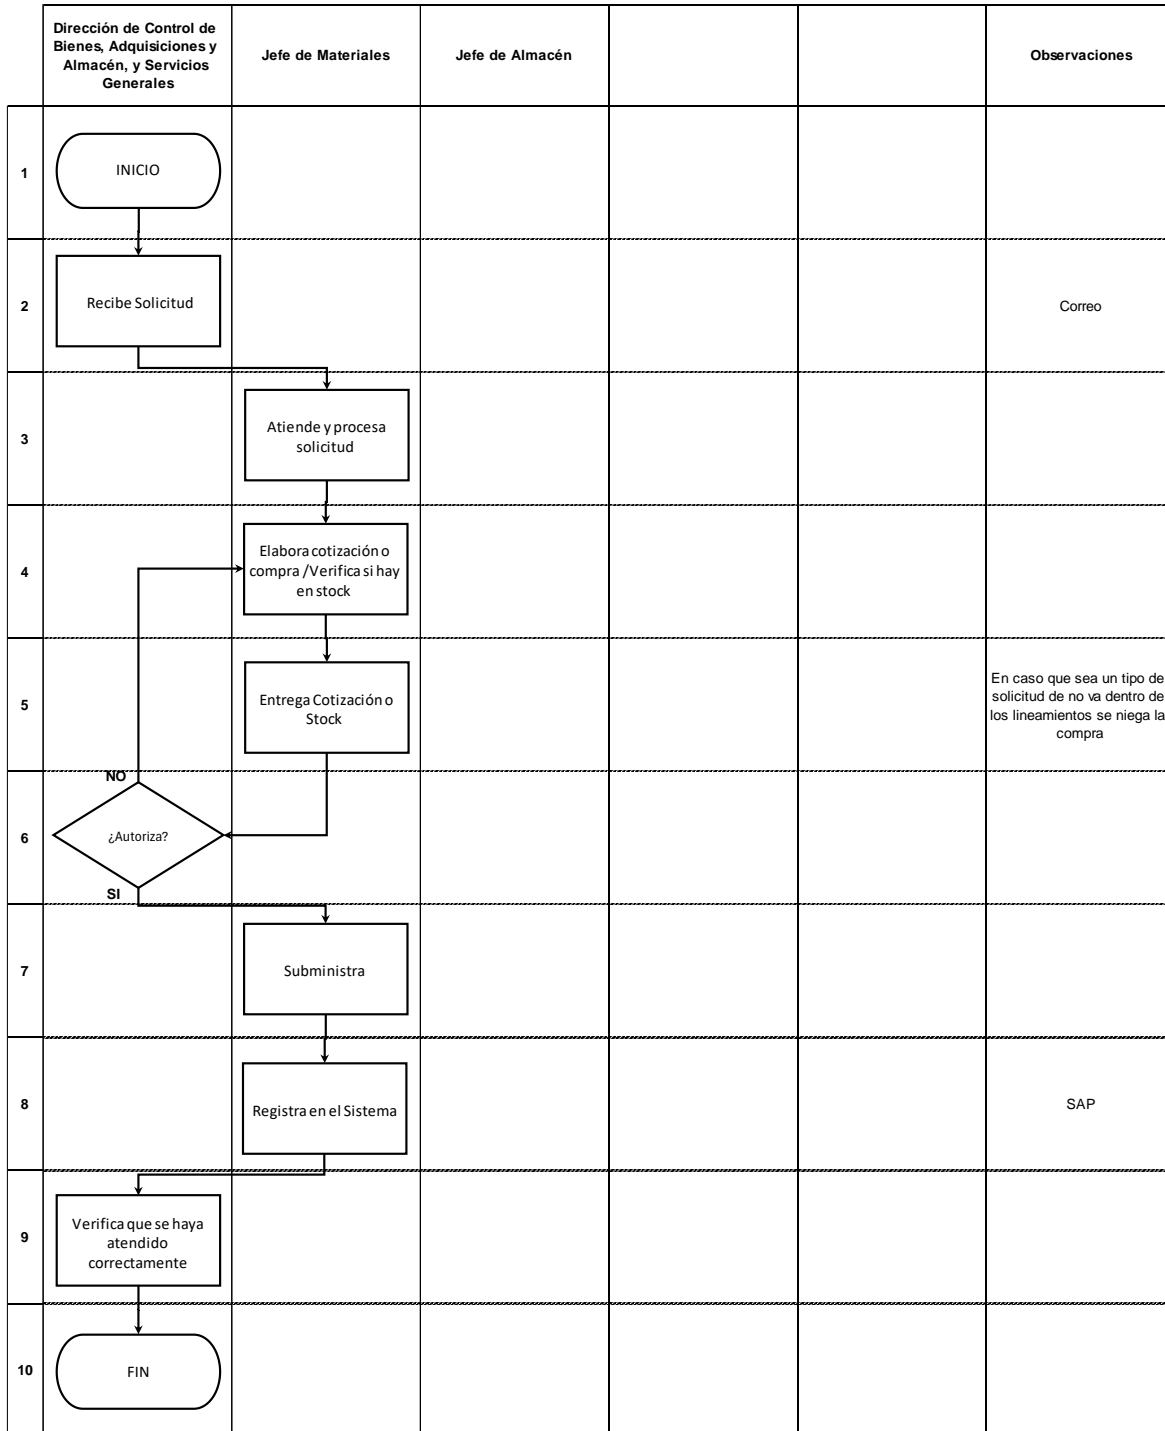 Dirección de Control de
Bienes, Adquisiciones y
Almacén, y Servicios
Generales
Jefe de Materiales
Jefe de Almacén
Observaciones
1
INICIO
2
Recibe Solicitud
Correo
3
Atiende y procesa
solicitud
4
Elabora cotización o
compra /Verifica si hay
en stock
5
Entrega Cotización o
Stock
En caso que sea un tipo de
solicitud de no va dentro de
los lineamientos se niega la
compra
NO
6
¿Autoriza?
SI
7
Subministra
8
Registra en el Sistema
SAP
9
Verifica que se haya
atendido
correctamente
10
FIN